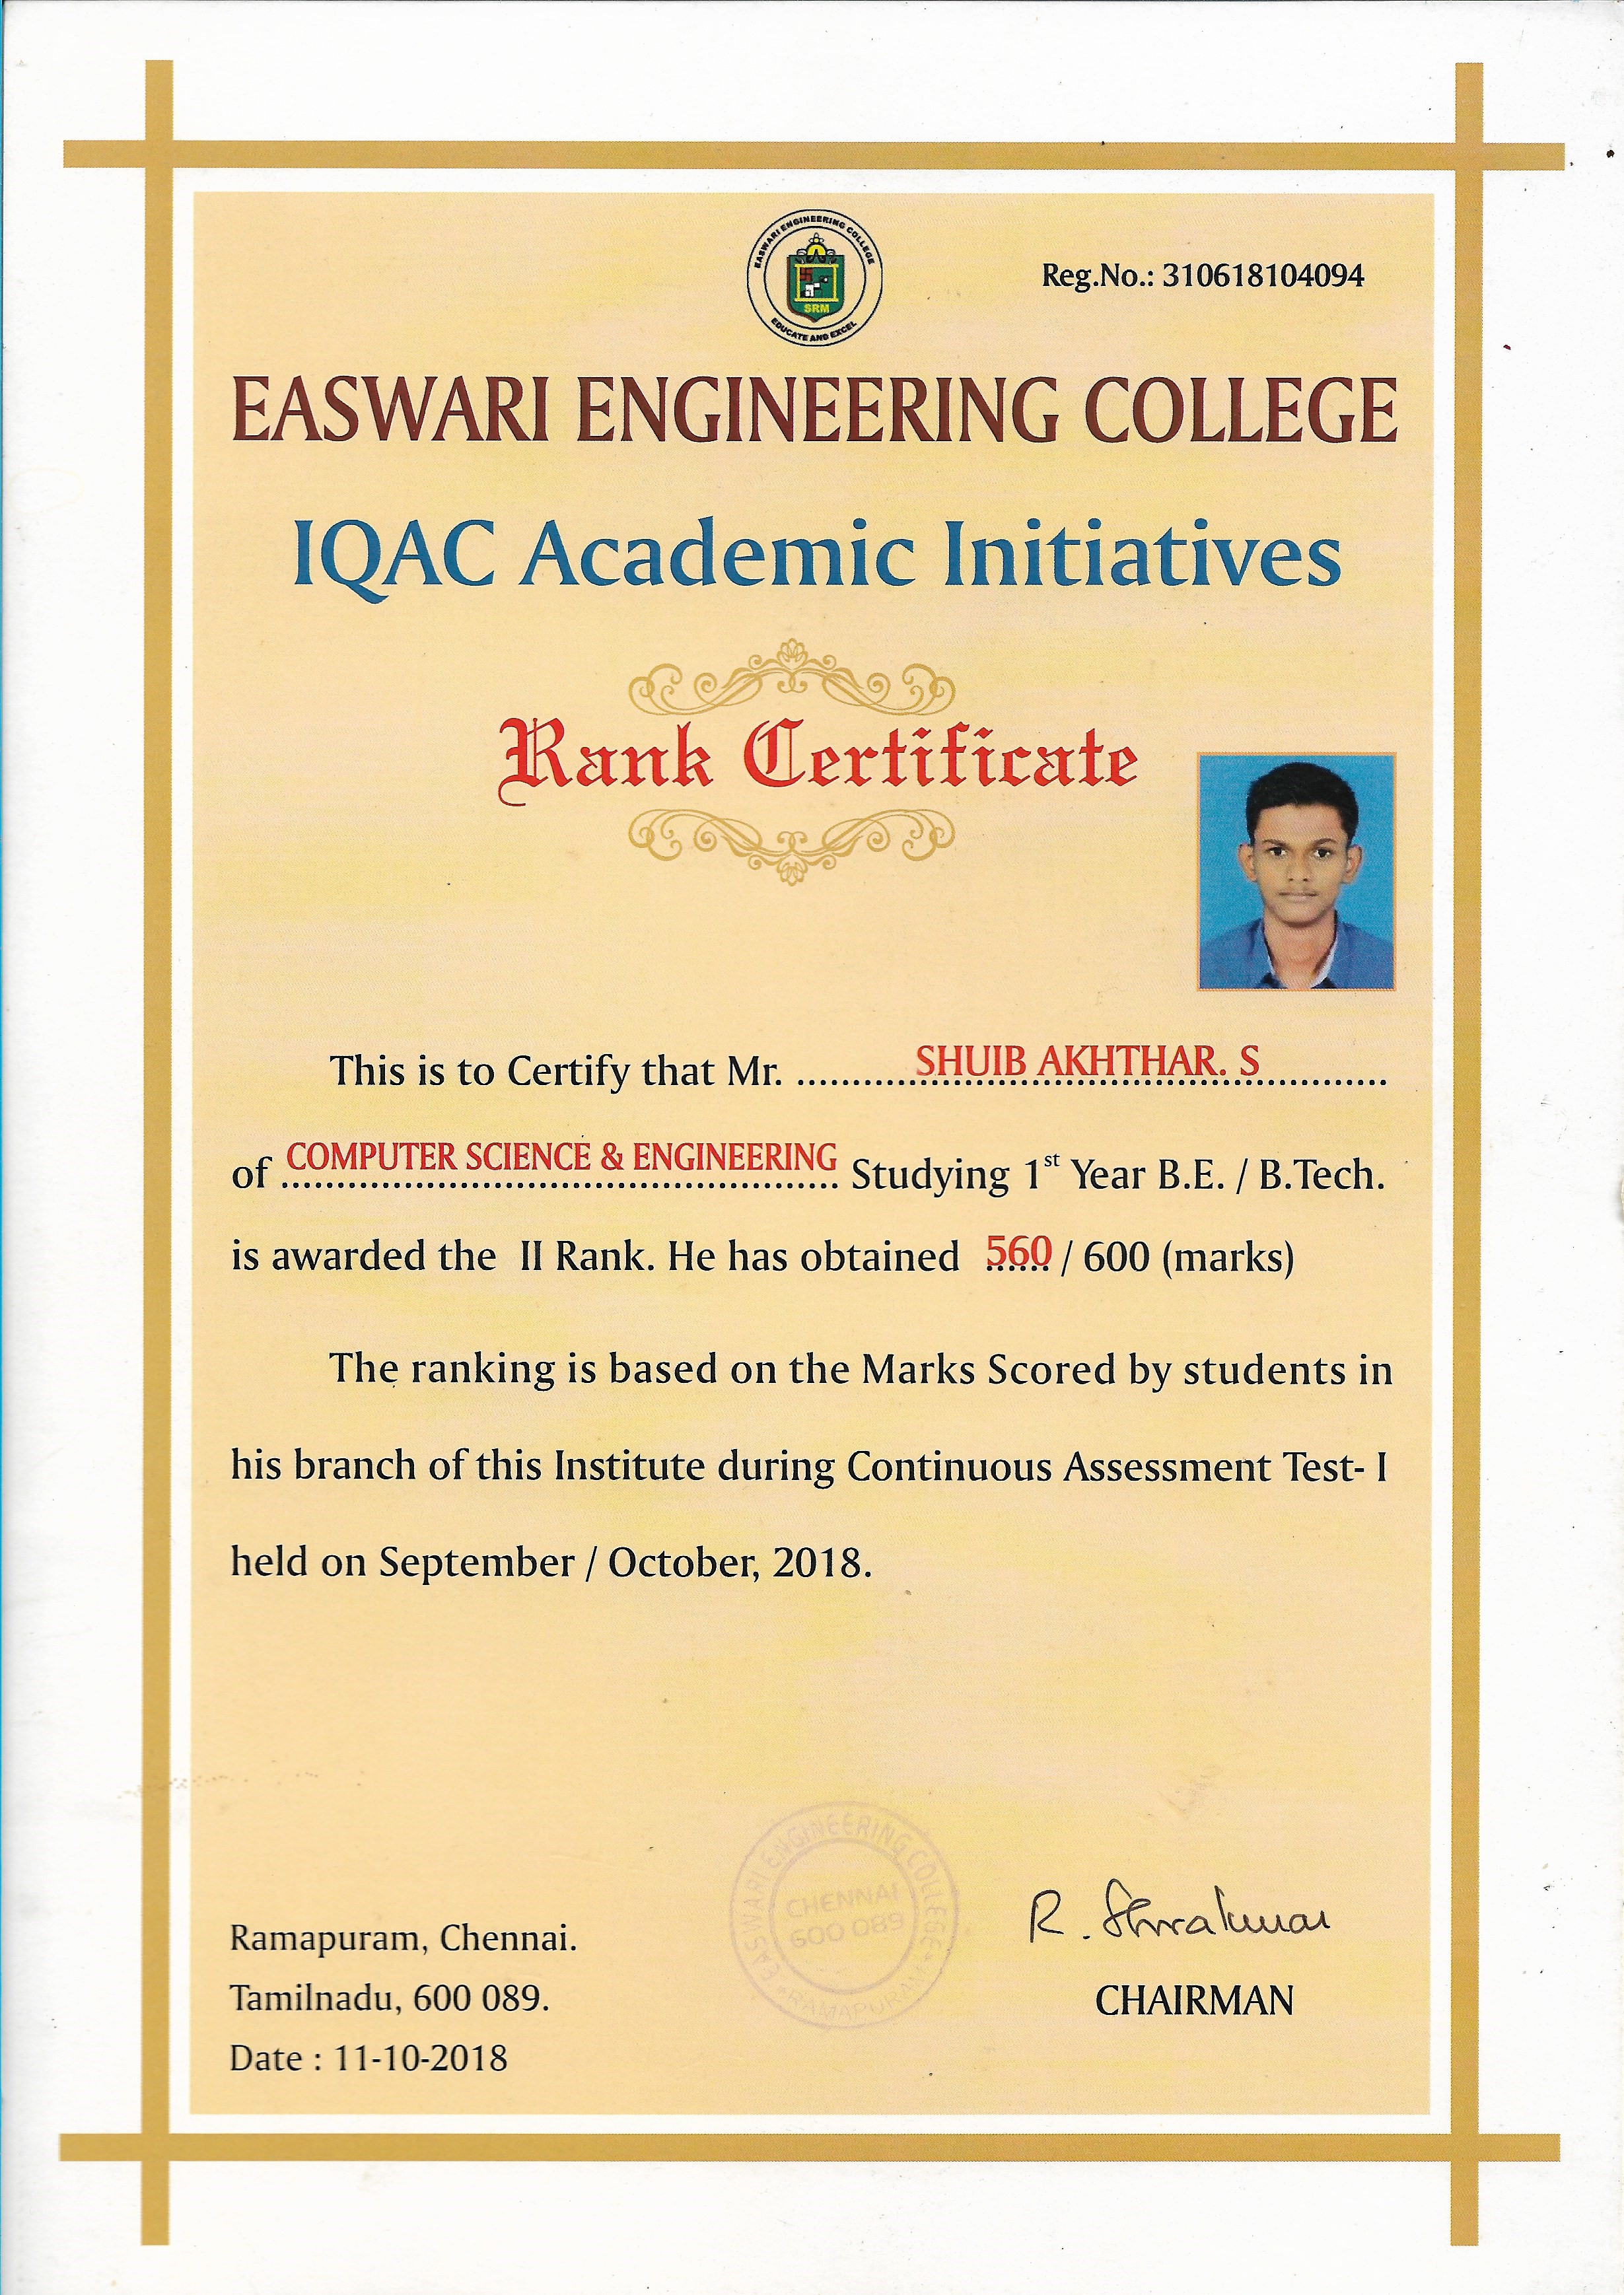 EASWARI ENGINEERING COLLEGE
SRM
EDUCATE AND EXCEL
Reg.No.: 310618104094
EASWARI ENGINEERING COLLEGE
IQAC Academic Initiatives
Rank Certificate
This is to Certify that Mr. SHUIB AKHTHAR. S
of COMPUTER SCIENCE & ENGINEERING Studying 1st Year B.E. / B.Tech.
is awarded the II Rank. He has obtained 560 / 600 (marks)
The ranking is based on the Marks Scored by students in
his branch of this Institute during Continuous Assessment Test- I
held on September / October, 2018.
EASWARI ENGINEERING COLLEGE
CHENNAI
600 089
RAMAPURAM
R. Shivakumar
Ramapuram, Chennai.
Tamilnadu, 600 089.
CHAIRMAN
Date : 11-10-2018